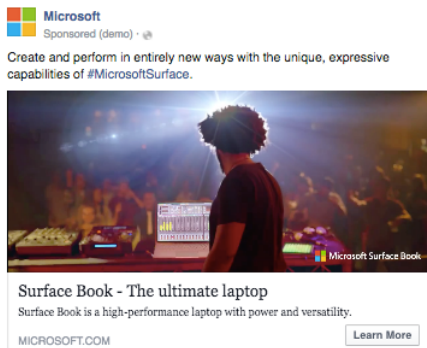 Microsoft
Sponsored (demo) ·
Create and perform in entirely new ways with the unique, expressive
capabilities of #MicrosoftSurface.
Microsoft Surface Book
Surface Book - The ultimate laptop
Surface Book is a high-performance laptop with power and versatility.
MICROSOFT.COM
Learn More